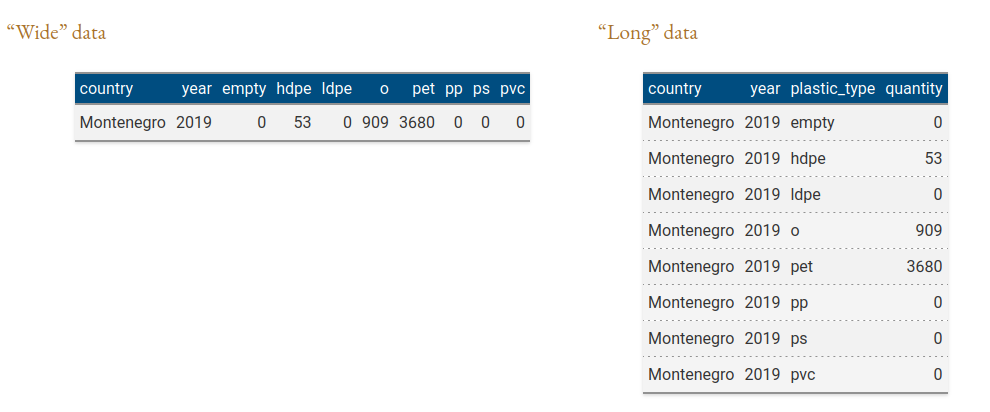 “Wide” data
country year empty hdpe ldpe o pet pp ps pvc
Montenegro 2019 0 53 0 909 3680 0 0 0
“Long” data
country year plastic_type quantity
Montenegro 2019 empty 0
Montenegro 2019 hdpe 53
Montenegro 2019 ldpe 0
Montenegro 2019 o 909
Montenegro 2019 pet 3680
Montenegro 2019 pp 0
Montenegro 2019 ps 0
Montenegro 2019 pvc 0